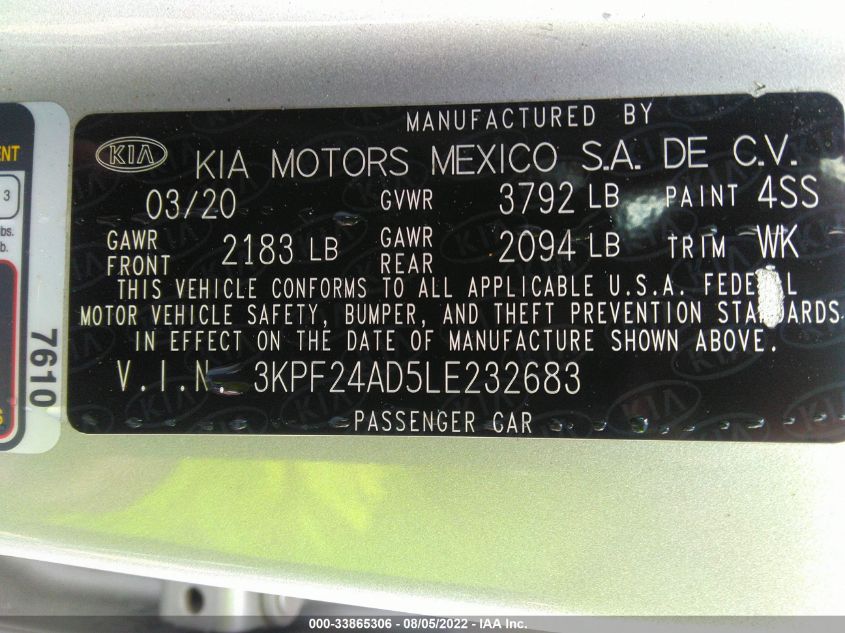 MANUFACTURED BY
KIA KIA MOTORS MEXICO S.A. DE C.V.
03/20 GVWR 3792 LB PAINT 4SS
GAWR FRONT 2183 LB GAWR REAR 2094 LB TRIM WK
THIS VEHICLE CONFORMS TO ALL APPLICABLE U.S.A. FEDERAL
MOTOR VEHICLE SAFETY, BUMPER, AND THEFT PREVENTION STANDARDS
IN EFFECT ON THE DATE OF MANUFACTURE SHOWN ABOVE.
V.I.N. 3KPF24AD5LE232683
PASSENGER CAR
3
7610
000-33865306 - 08/05/2022 - IAA Inc.